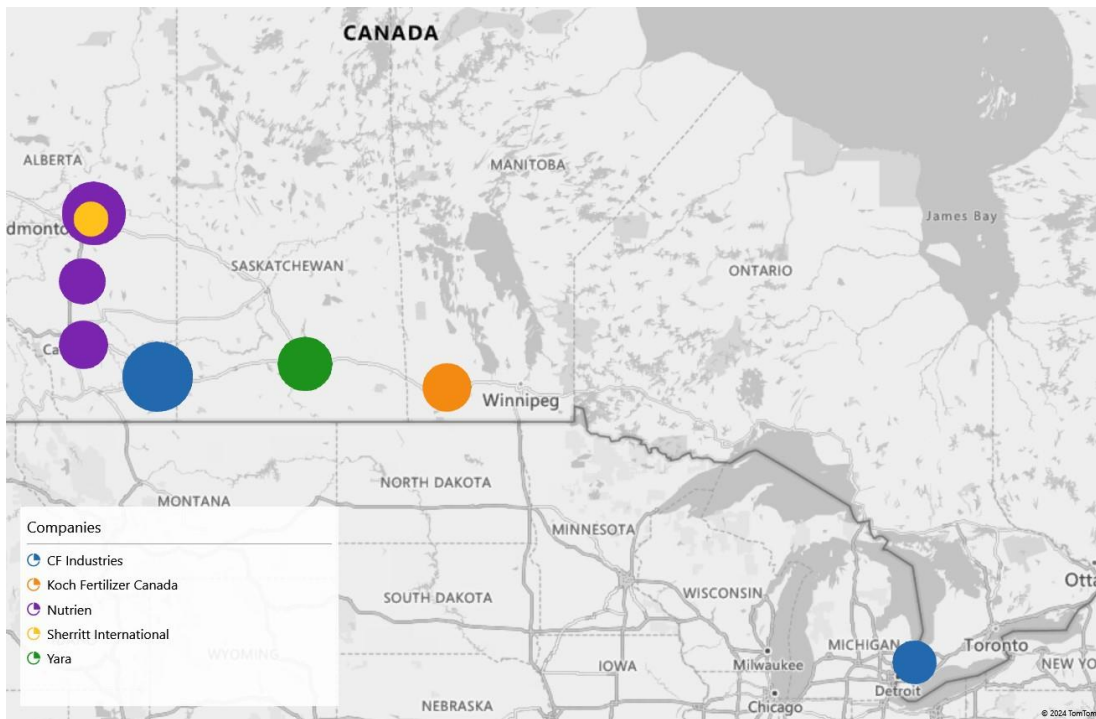 CANADA
ALBERTA
MANITOBA
James Bay
dmonto
SASKATCHEWAN
ONTARIO
Ca
Winnipeg
NORTH DAKOTA
MONTANA
MINNESOTA
Companies
CF Industries
Koch Fertilizer Canada
Nutrien
Sherritt International
Yara
SOUTH DAKOTA
WISCONSIN
Otta
WYOMING
IOWA
Milwaukee
MICHIGAN
Toronto
NEW YO
Detroit
NEBRASKA
Chicago
© 2024 TomTom